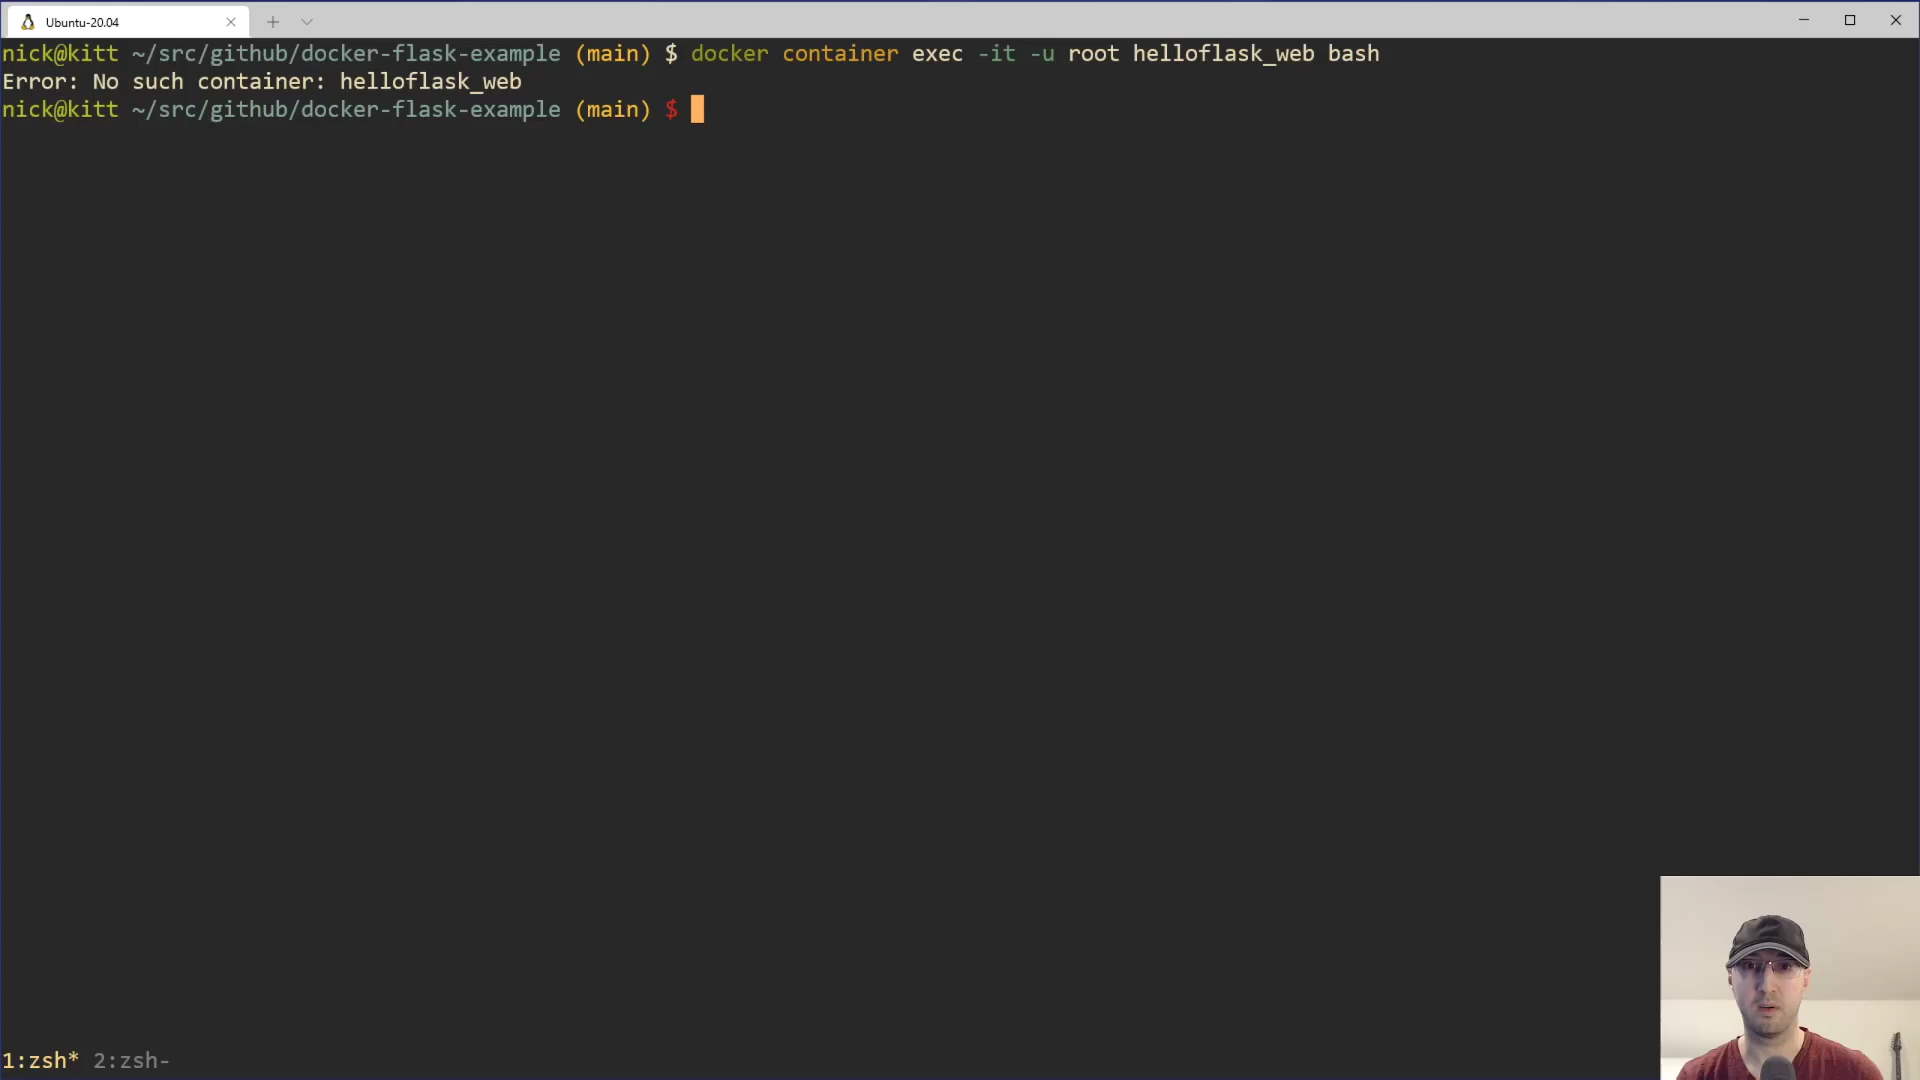 Ubuntu-20.04
nick@kitt ~/src/github/docker-flask-example (main) $ docker container exec -it -u root helloflask_web bash
Error: No such container: helloflask_web
nick@kitt ~/src/github/docker-flask-example (main) $
1:zsh* 2:zsh-